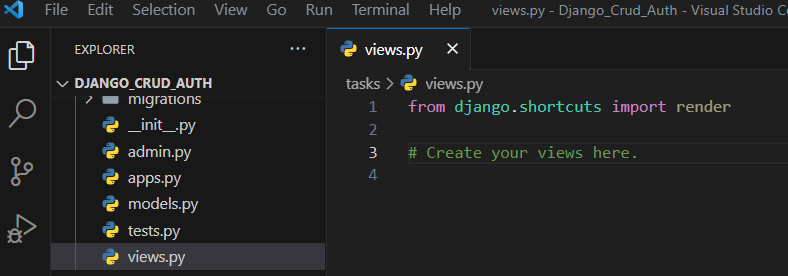 File Edit Selection View Go Run Terminal Help views.py - Django_Crud_Auth - Visual Studio Co
EXPLORER ...
views.py
DJANGO_CRUD_AUTH
tasks > views.py
migrations
__init__.py
admin.py
apps.py
models.py
tests.py
views.py
1 from django.shortcuts import render
2
3 # Create your views here.
4